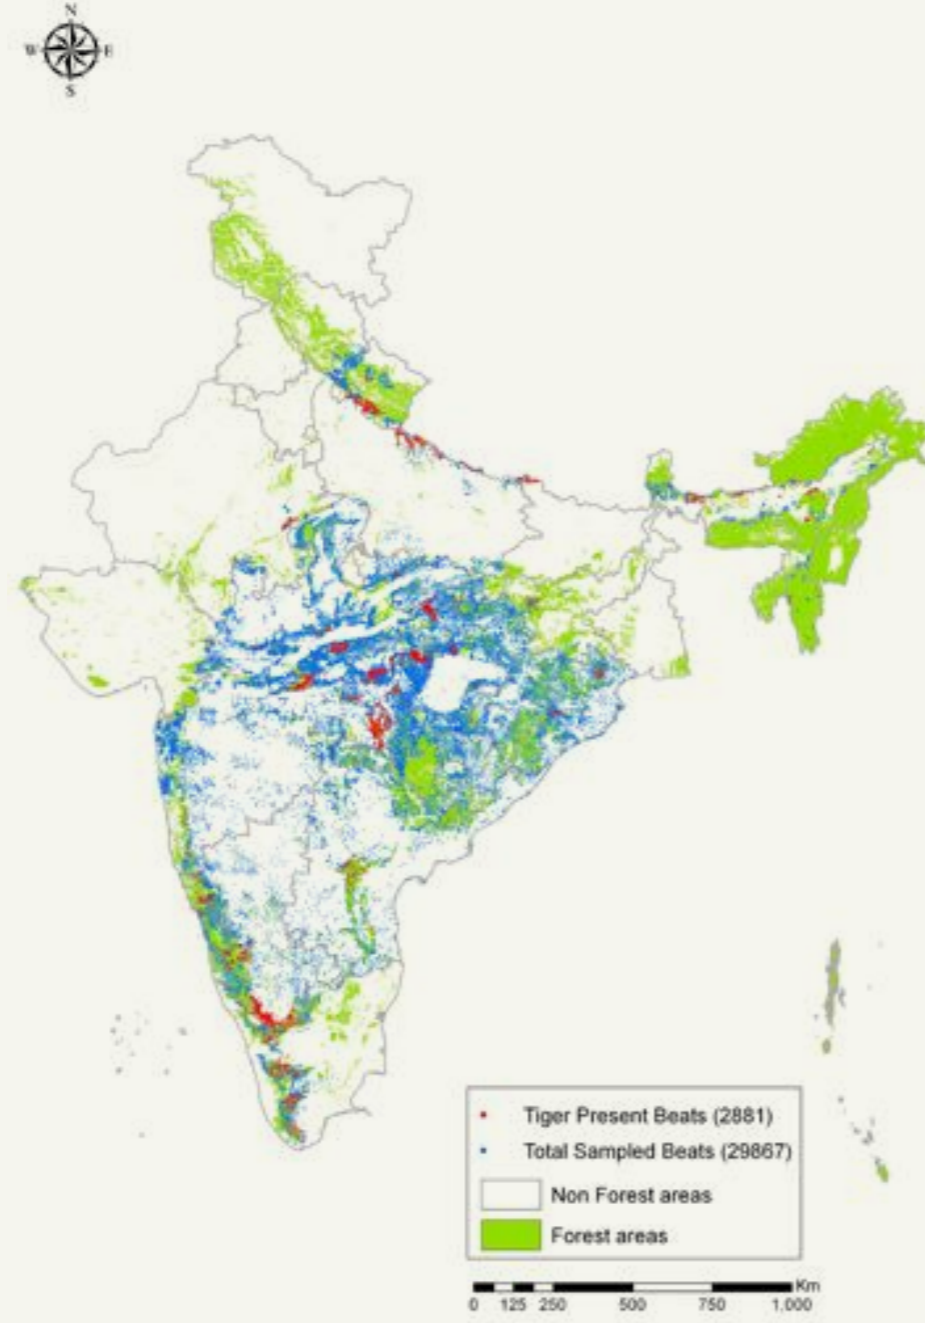 N
W E
S
Tiger Present Beats (2881)
Total Sampled Beats (29867)
Non Forest areas
Forest areas
Km
0 125 250 500 750 1,000